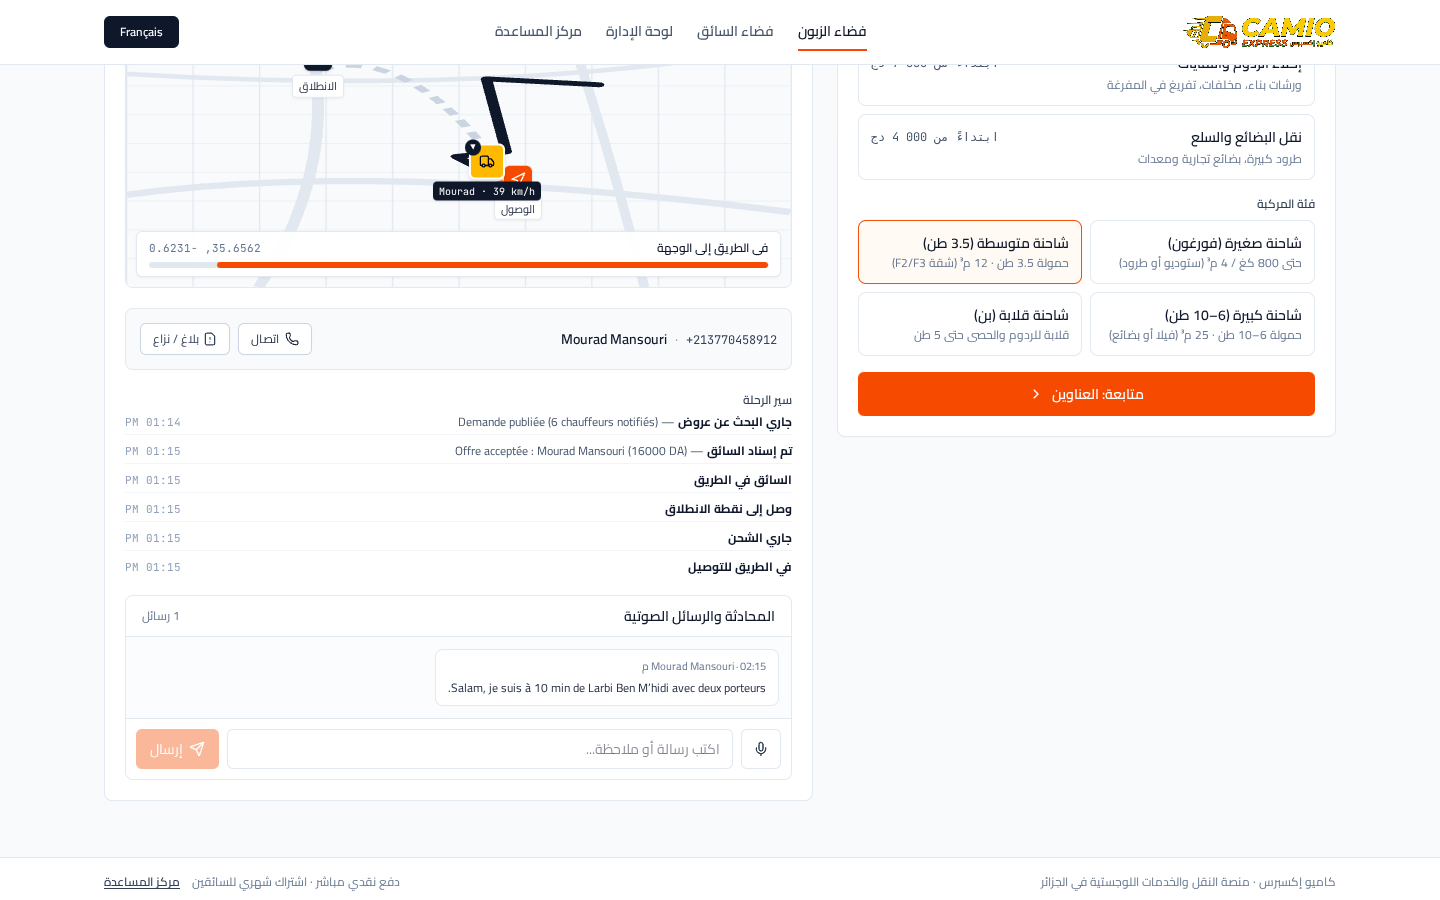 CAMIO
EXPRESS كاميو إكسبرس
فضاء الزبون
فضاء السائق
لوحة الإدارة
مركز المساعدة
Français
ورشات بناء، مخلفات، تفريغ في المفرغة
نقل البضائع والسلع
ابتداءً من 000 4 دج
طرود كبيرة، بضائع تجارية ومعدات
فئة المركبة
شاحنة صغيرة (فورغون)
حتى 800 كغ / 4 م³ (ستوديو أو طرود)
شاحنة متوسطة (3.5 طن)
حمولة 3.5 طن · 12 م³ (شقة F2/F3)
شاحنة كبيرة (6–10 طن)
حمولة 6–10 طن · 25 م³ (فيلا أو بضائع)
شاحنة قلابة (بن)
قلابة للردوم والحصى حتى 5 طن
متابعة: العناوين
الانطلاق
Mourad · 39 km/h
الوصول
في الطريق إلى الوجهة
35.6562, -0.6231
Mourad Mansouri · +213770458912
اتصال
بلاغ / نزاع
سير الرحلة
جاري البحث عن عروض — Demande publiée (6 chauffeurs notifiés)
01:14 PM
تم إسناد السائق — Offre acceptée : Mourad Mansouri (16000 DA)
01:15 PM
السائق في الطريق
01:15 PM
وصل إلى نقطة الانطلاق
01:15 PM
جاري الشحن
01:15 PM
في الطريق للتوصيل
01:15 PM
المحادثة والرسائل الصوتية
1 رسائل
Mourad Mansouri · 02:15 م
Salam, je suis à 10 min de Larbi Ben M'hidi avec deux porteurs.
اكتب رسالة أو ملاحظة...
إرسال
كاميو إكسبرس · منصة النقل والخدمات اللوجستية في الجزائر
دفع نقدي مباشر · اشتراك شهري للسائقين
مركز المساعدة